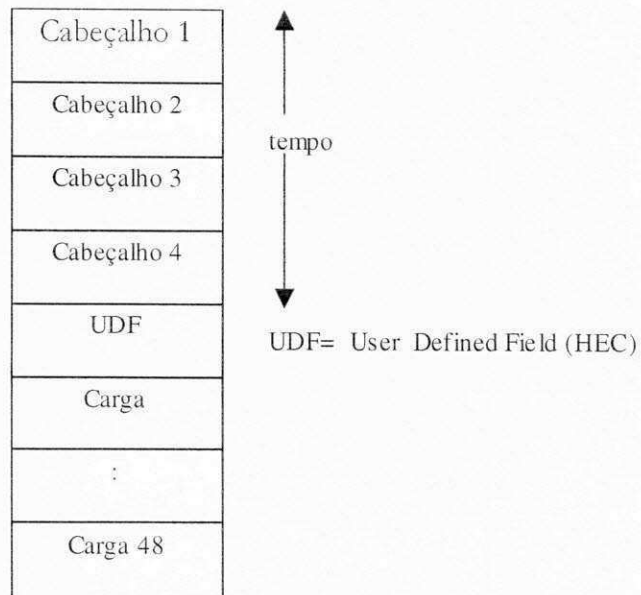 Cabeçalho 1
Cabeçalho 2
tempo
Cabeçalho 3
Cabeçalho 4
UDF
UDF= User Defined Field (HEC)
Carga
:
Carga 48